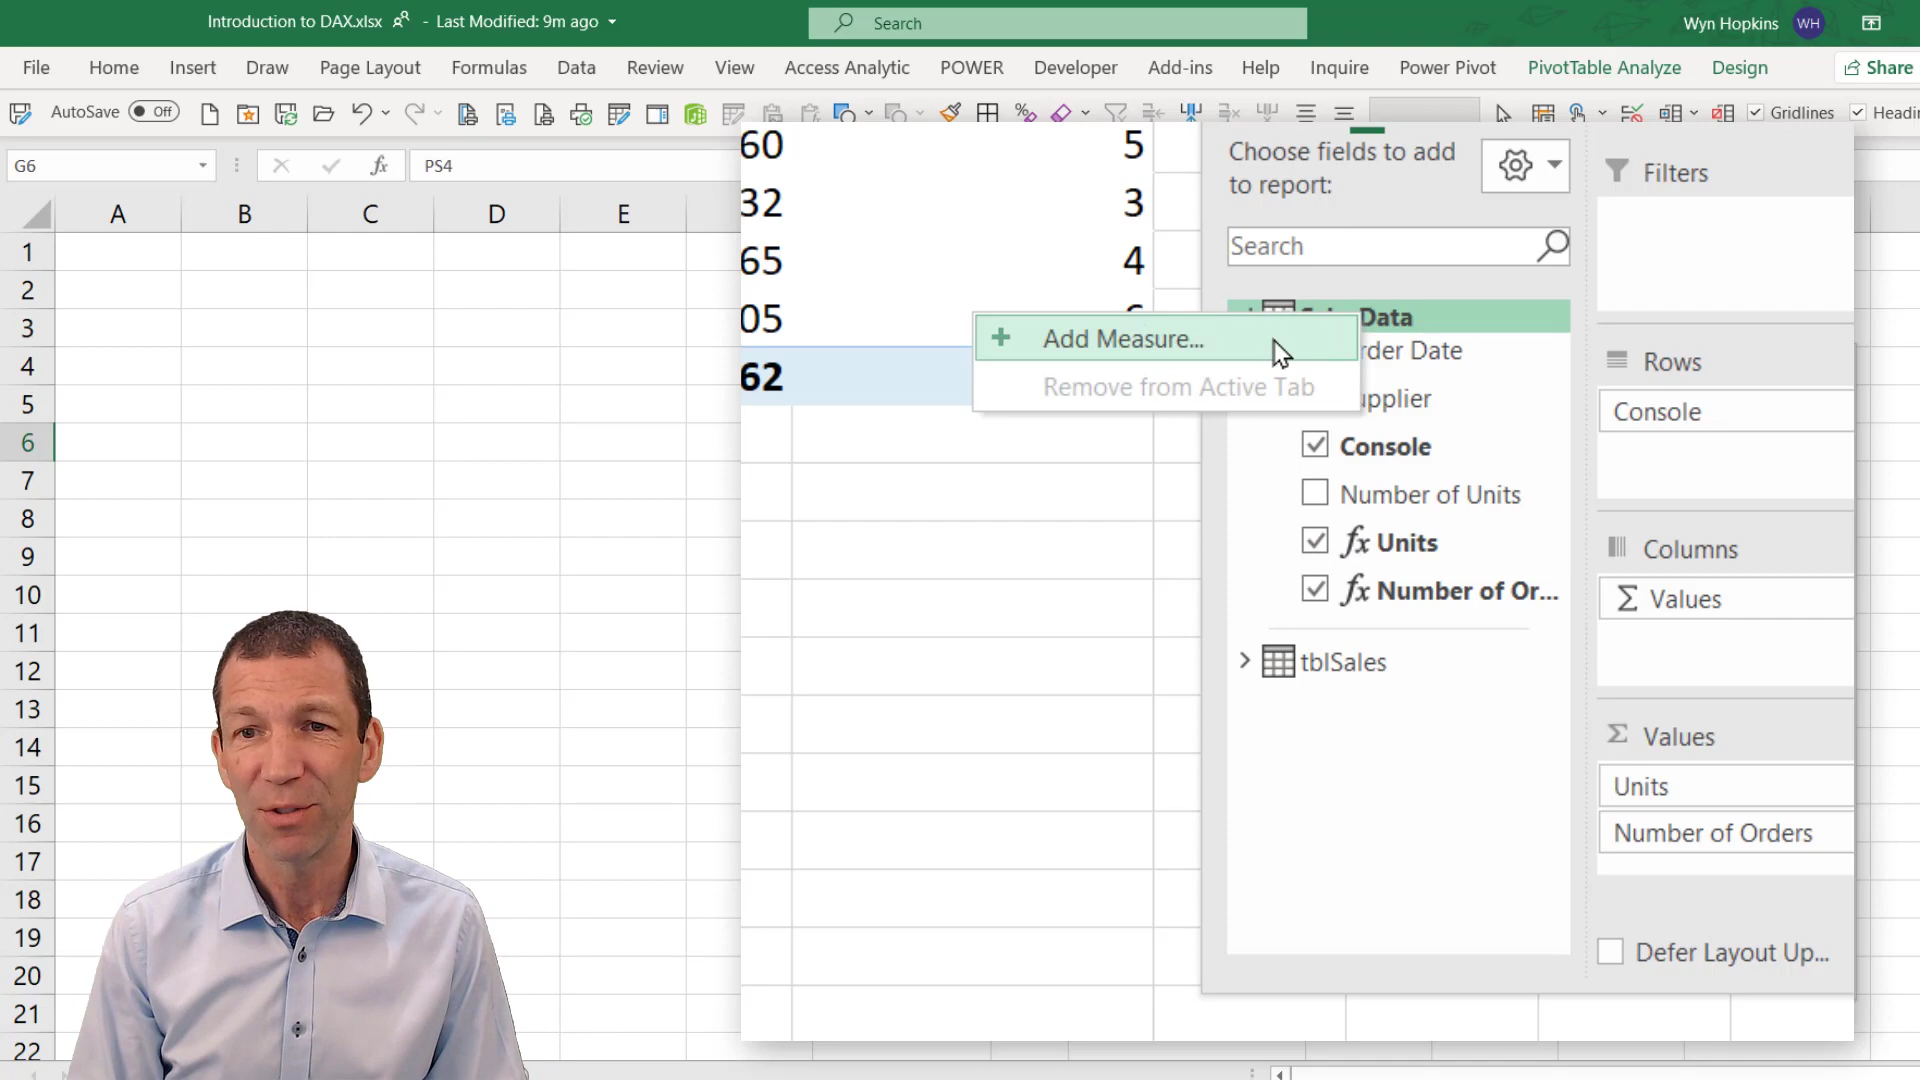 Introduction to DAX.xlsx - Last Modified: 9m ago
Search
Wyn Hopkins WH
File Home Insert Draw Page Layout Formulas Data Review View Access Analytic POWER Developer Add-ins Help Inquire Power Pivot PivotTable Analyze Design Share
AutoSave Off Gridlines
G6 fx PS4
A B C D E
1
2
3
4
5
6
7
8
9
10
11
12
13
14
15
16
17
18
19
20
21
22
60 5
32 3
65 4
05
62
Add Measure...
Remove from Active Tab
Choose fields to add
to report:
Search
Data
Console
Number of Units
fx Units
fx Number of Or...
tblSales
Filters
Rows
Console
Columns
Σ Values
Σ Values
Units
Number of Orders
Defer Layout Up...